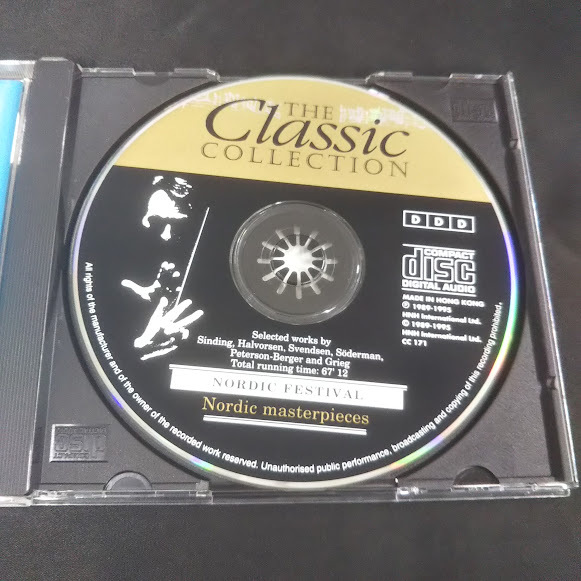 THE
Classic
COLLECTION
DDD
COMPACT
disc
DIGITAL AUDIO
MADE IN HONG KONG
℗ 1989-1995
HNH International Ltd.
© 1989-1995
HNH International Ltd.
CC 171
Selected works by
Sinding, Halvorsen, Svendsen, Söderman,
Peterson-Berger and Grieg
Total running time: 67' 12
NORDIC FESTIVAL
Nordic masterpieces
All rights of the manufacturer and of the owner of the recorded work reserved. Unauthorised public performance, broadcasting and copying of this recording prohibited.